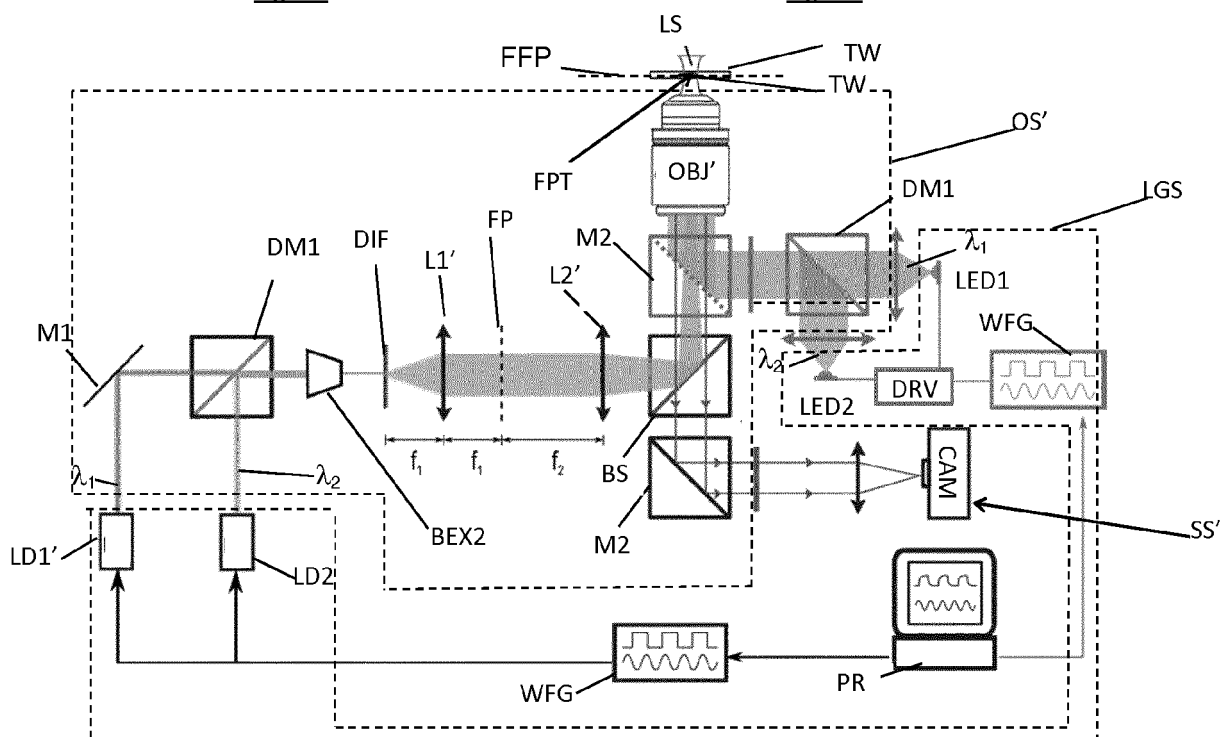 LS
TW
FFP
TW
OS'
FPT
OBJ'
DM1
LGS
FP
M2
DIF
λ1
DM1
L1'
LED1
L2'
M1
WFG
λ2
DRV
LED2
f1
f1
f2
BS
λ1
λ2
CAM
BEX2
M2
SS'
LD1'
LD2
WFG
PR